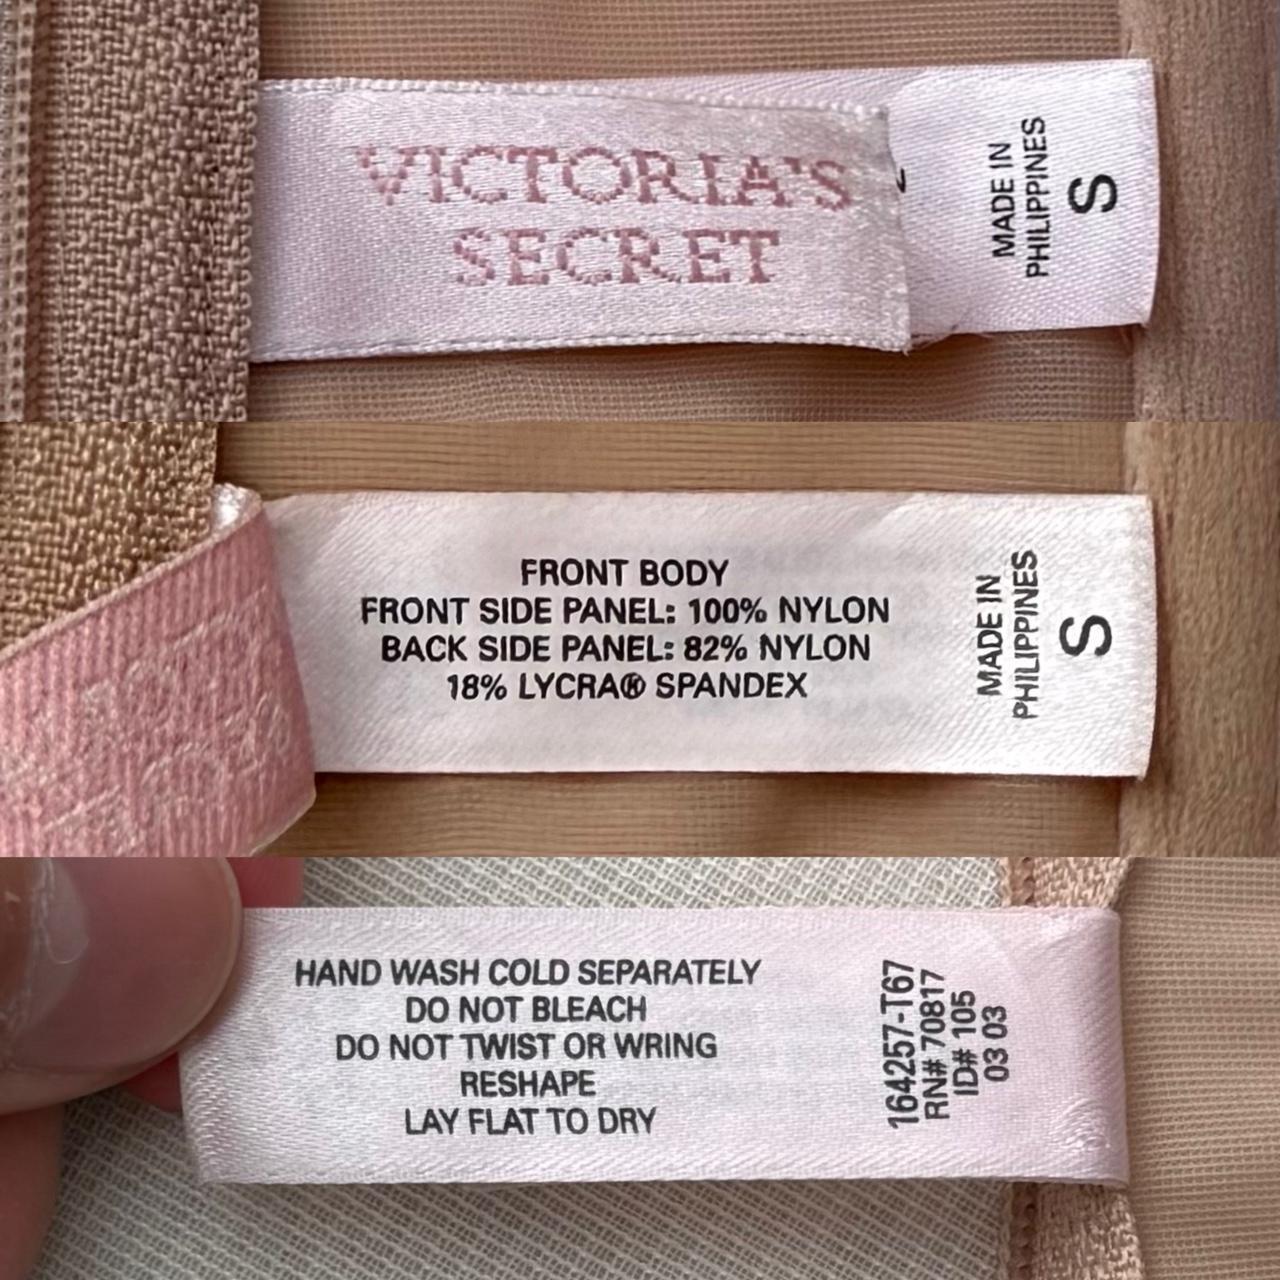 VICTORIA'S
SECRET
MADE IN
PHILIPPINES
S
FRONT BODY
FRONT SIDE PANEL: 100% NYLON
BACK SIDE PANEL: 82% NYLON
18% LYCRA® SPANDEX
MADE IN
PHILIPPINES
S
HAND WASH COLD SEPARATELY
DO NOT BLEACH
DO NOT TWIST OR WRING
RESHAPE
LAY FLAT TO DRY
164257-T67
RN# 70817
ID# 105
03 03